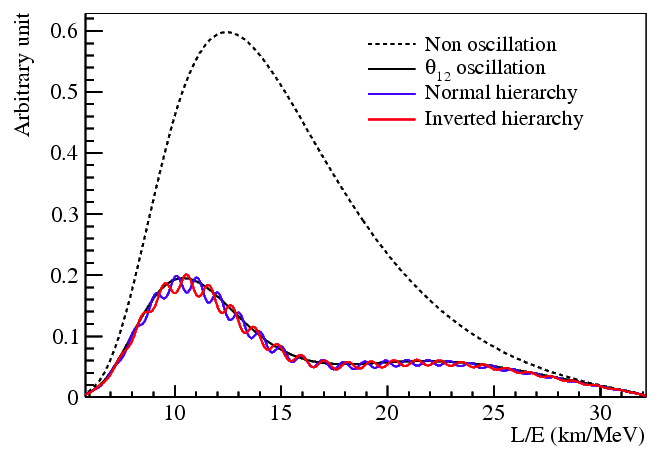 Arbitrary unit
0.6
0.5
0.4
0.3
0.2
0.1
0
Non oscillation
θ₁₂ oscillation
Normal hierarchy
Inverted hierarchy
10 15 20 25 30
L/E (km/MeV)